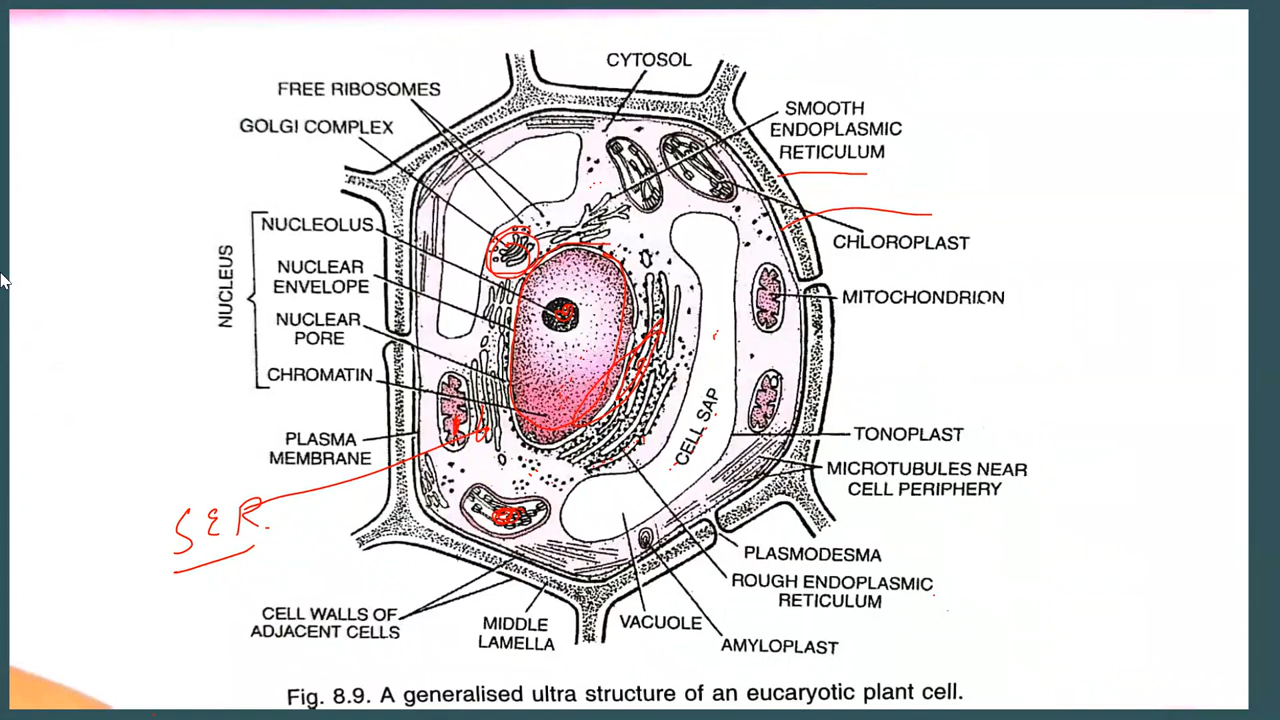 CYTOSOL
FREE RIBOSOMES
GOLGI COMPLEX
SMOOTH
ENDOPLASMIC
RETICULUM
NUCLEUS
NUCLEOLUS
NUCLEAR
ENVELOPE
NUCLEAR
PORE
CHROMATIN
CHLOROPLAST
MITOCHONDRION
PLASMA
MEMBRANE
CELL SAP
TONOPLAST
MICROTUBULES NEAR
CELL PERIPHERY
SER.
PLASMODESMA
ROUGH ENDOPLASMIC
RETICULUM
CELL WALLS OF
ADJACENT CELLS
MIDDLE
LAMELLA
VACUOLE
AMYLOPLAST
Fig. 8.9. A generalised ultra structure of an eucaryotic plant cell.